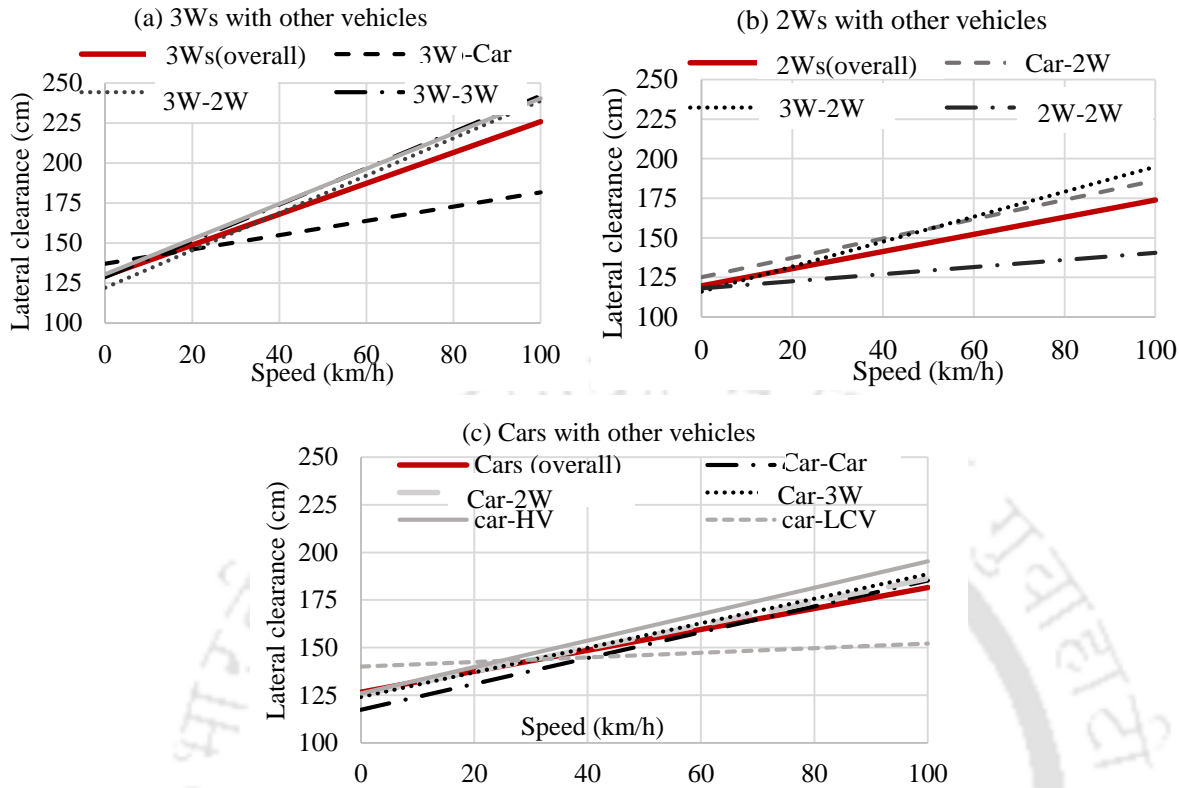 (a) 3Ws with other vehicles
3Ws(overall) 3W -Car
3W-2W 3W-3W
250
225
200
175
150
125
100
Lateral clearance (cm)
0 20 40 60 80 100
Speed (km/h)
(b) 2Ws with other vehicles
2Ws(overall) Car-2W
3W-2W 2W-2W
250
225
200
175
150
125
100
Lateral clearance (cm)
0 20 40 60 80 100
Speed (km/h)
(c) Cars with other vehicles
Cars (overall) Car-Car
Car-2W Car-3W
car-HV car-LCV
250
225
200
175
150
125
100
Lateral clearance (cm)
Speed (km/h)
0 20 40 60 80 100